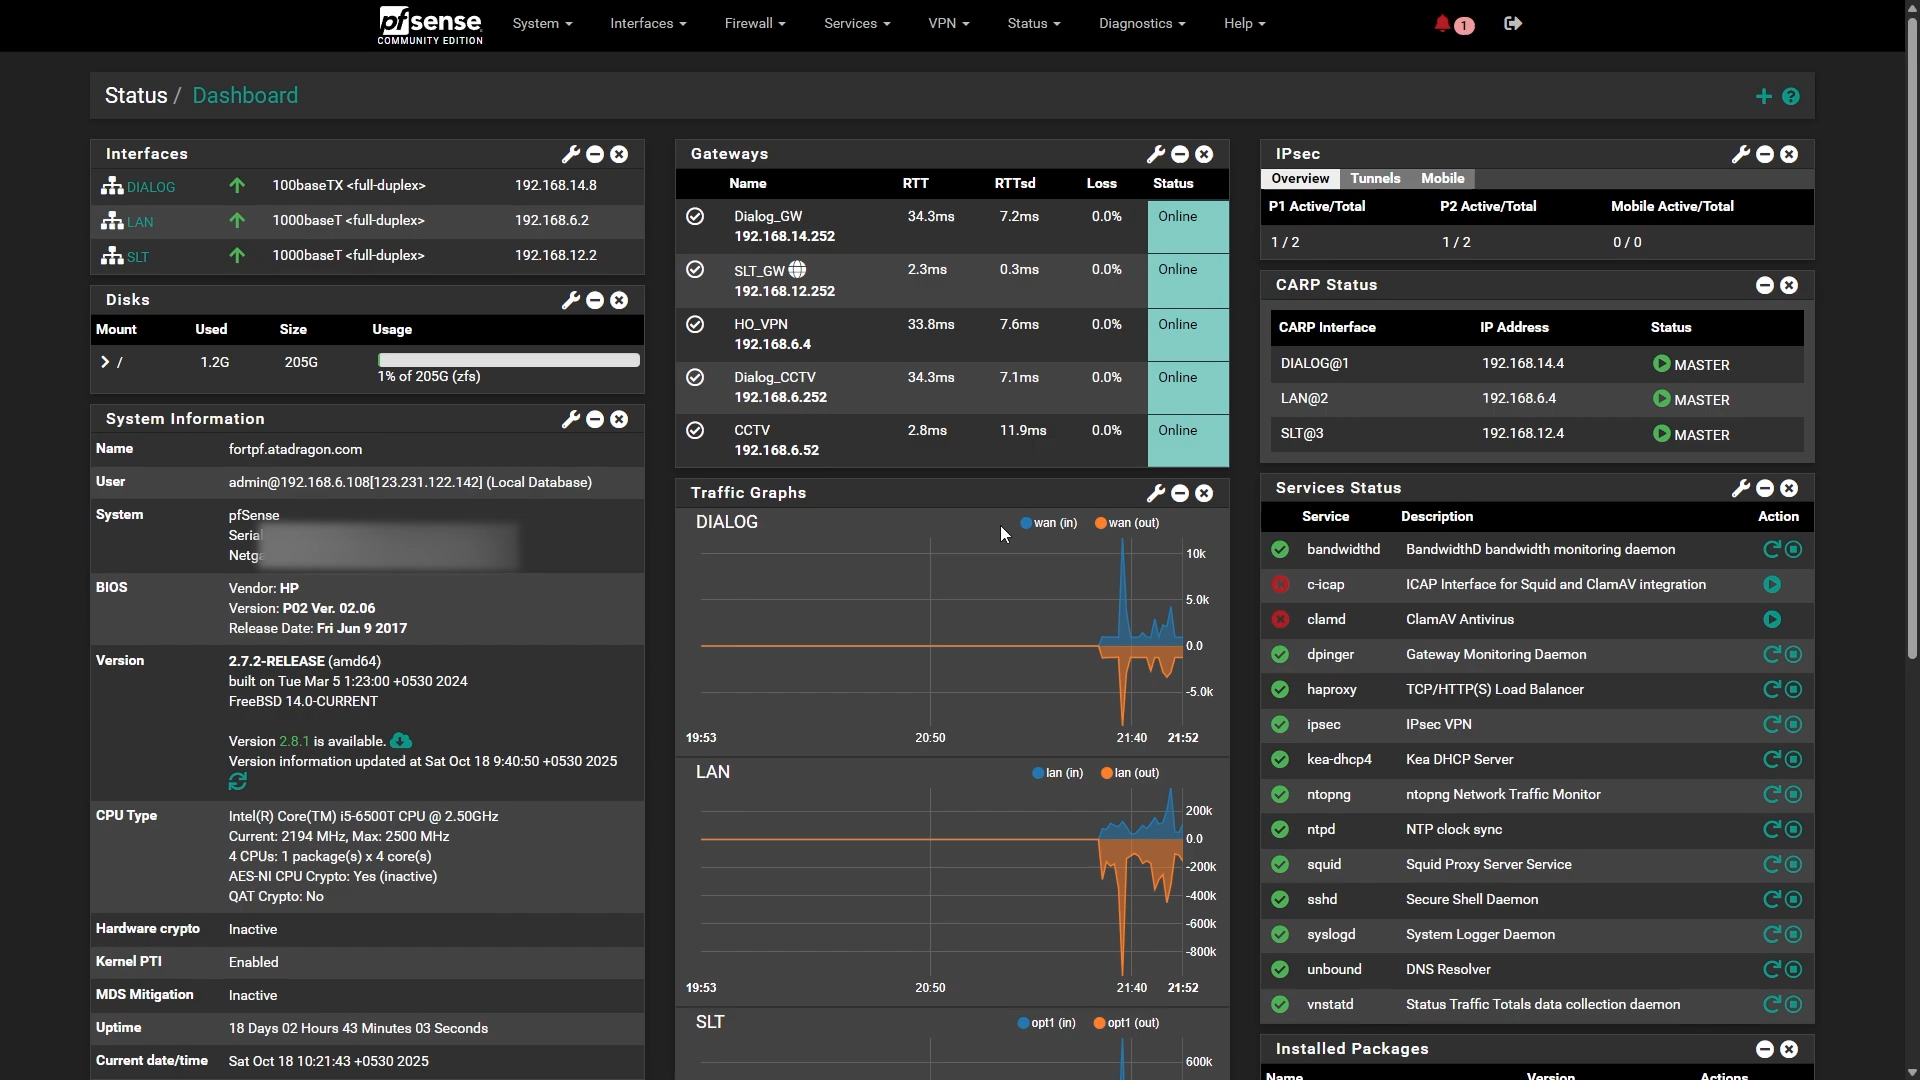 pfsense
COMMUNITY EDITION
System
Interfaces
Firewall
Services
VPN
Status
Diagnostics
Help
1
Status / Dashboard
Interfaces
DIALOG 100baseTX <full-duplex> 192.168.14.8
LAN 1000baseT <full-duplex> 192.168.6.2
SLT 1000baseT <full-duplex> 192.168.12.2
Disks
Mount Used Size Usage
/ 1.2G 205G
1% of 205G (zfs)
System Information
Name fortpf.atadragon.com
User admin@192.168.6.108[123.231.122.142] (Local Database)
System pfSense
Serial
Netga
BIOS Vendor: HP
Version: P02 Ver. 02.06
Release Date: Fri Jun 9 2017
Version 2.7.2-RELEASE (amd64)
built on Tue Mar 5 1:23:00 +0530 2024
FreeBSD 14.0-CURRENT
Version 2.8.1 is available.
Version information updated at Sat Oct 18 9:40:50 +0530 2025
CPU Type Intel(R) Core(TM) i5-6500T CPU @ 2.50GHz
Current: 2194 MHz, Max: 2500 MHz
4 CPUs: 1 package(s) x 4 core(s)
AES-NI CPU Crypto: Yes (inactive)
QAT Crypto: No
Hardware crypto Inactive
Kernel PTI Enabled
MDS Mitigation Inactive
Uptime 18 Days 02 Hours 43 Minutes 03 Seconds
Current date/time Sat Oct 18 10:21:43 +0530 2025
Gateways
Name RTT RTTsd Loss Status
Dialog_GW 34.3ms 7.2ms 0.0% Online
192.168.14.252
SLT_GW 2.3ms 0.3ms 0.0% Online
192.168.12.252
HO_VPN 33.8ms 7.6ms 0.0% Online
192.168.6.4
Dialog_CCTV 34.3ms 7.1ms 0.0% Online
192.168.6.252
CCTV 2.8ms 11.9ms 0.0% Online
192.168.6.52
Traffic Graphs
DIALOG
wan (in) wan (out)
10k
5.0k
0.0
-5.0k
19:53 20:50 21:40 21:52
LAN
lan (in) lan (out)
200k
0.0
-200k
-400k
-600k
-800k
19:53 20:50 21:40 21:52
SLT
opt1 (in) opt1 (out)
600k
IPsec
Overview Tunnels Mobile
P1 Active/Total P2 Active/Total Mobile Active/Total
1 / 2 1 / 2 0 / 0
CARP Status
CARP Interface IP Address Status
DIALOG@1 192.168.14.4 MASTER
LAN@2 192.168.6.4 MASTER
SLT@3 192.168.12.4 MASTER
Services Status
Service Description Action
bandwidthd BandwidthD bandwidth monitoring daemon
c-icap ICAP Interface for Squid and ClamAV integration
clamd ClamAV Antivirus
dpinger Gateway Monitoring Daemon
haproxy TCP/HTTP(S) Load Balancer
ipsec IPsec VPN
kea-dhcp4 Kea DHCP Server
ntopng ntopng Network Traffic Monitor
ntpd NTP clock sync
squid Squid Proxy Server Service
sshd Secure Shell Daemon
syslogd System Logger Daemon
unbound DNS Resolver
vnstatd Status Traffic Totals data collection daemon
Installed Packages
Name Version Actions